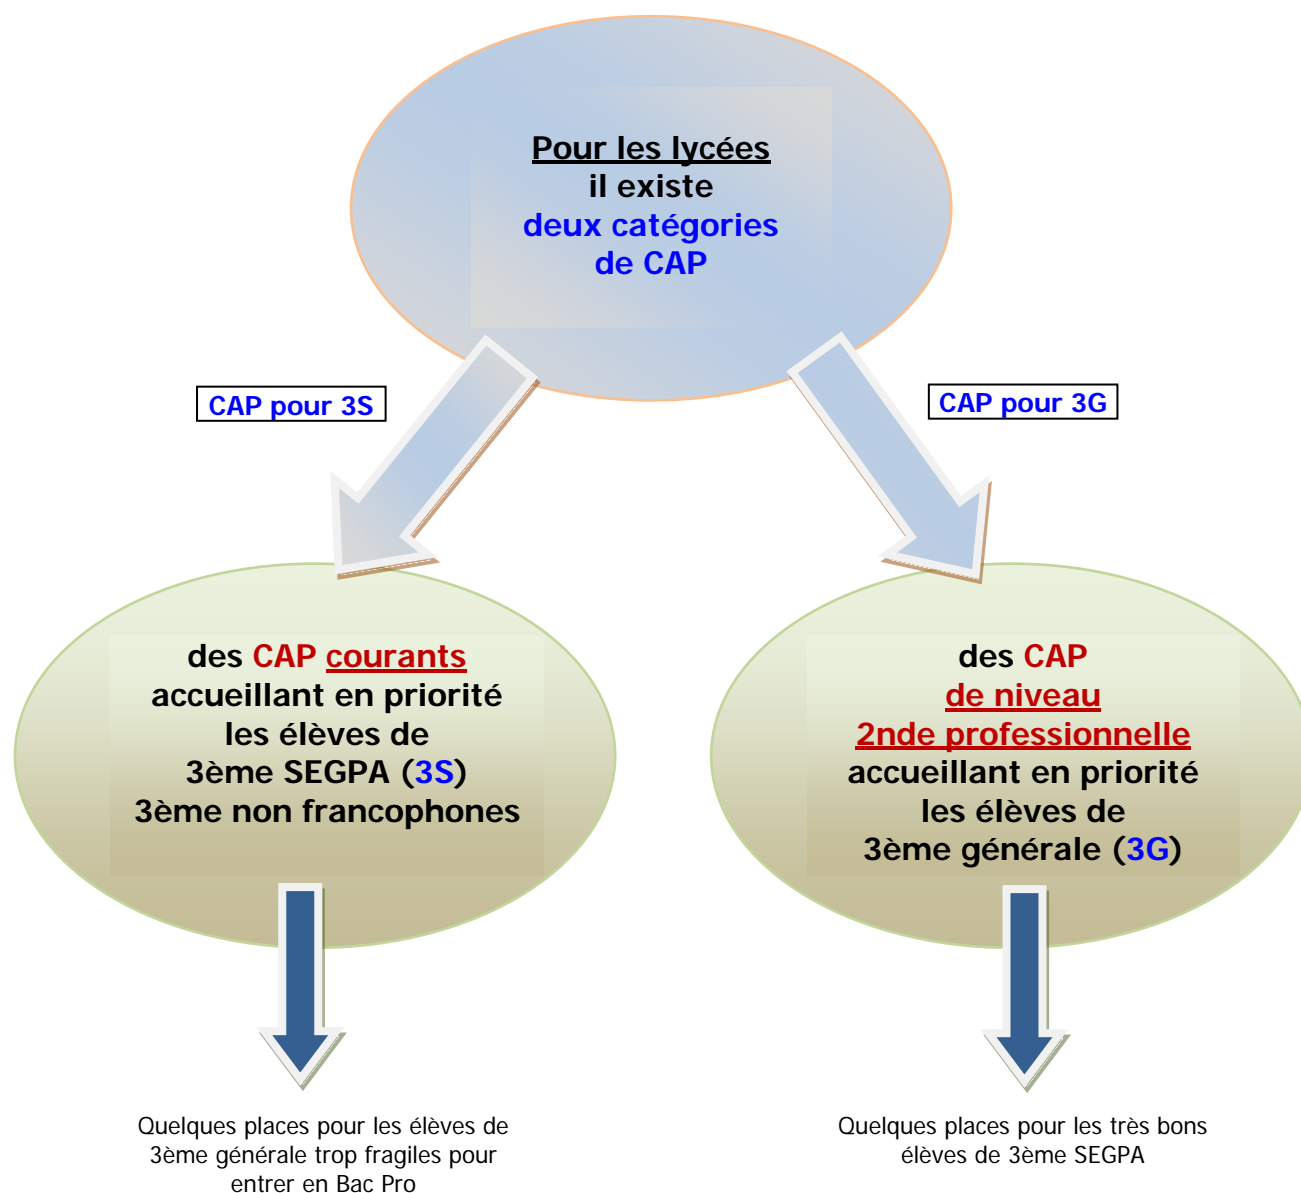 Pour les lycées
il existe
deux catégories
de CAP
CAP pour 3S
CAP pour 3G
des CAP courants
accueillant en priorité
les élèves de
3ème SEGPA (3S)
3ème non francophones
des CAP
de niveau
2nde professionnelle
accueillant en priorité
les élèves de
3ème générale (3G)
Quelques places pour les élèves de
3ème générale trop fragiles pour
entrer en Bac Pro
Quelques places pour les très bons
élèves de 3ème SEGPA